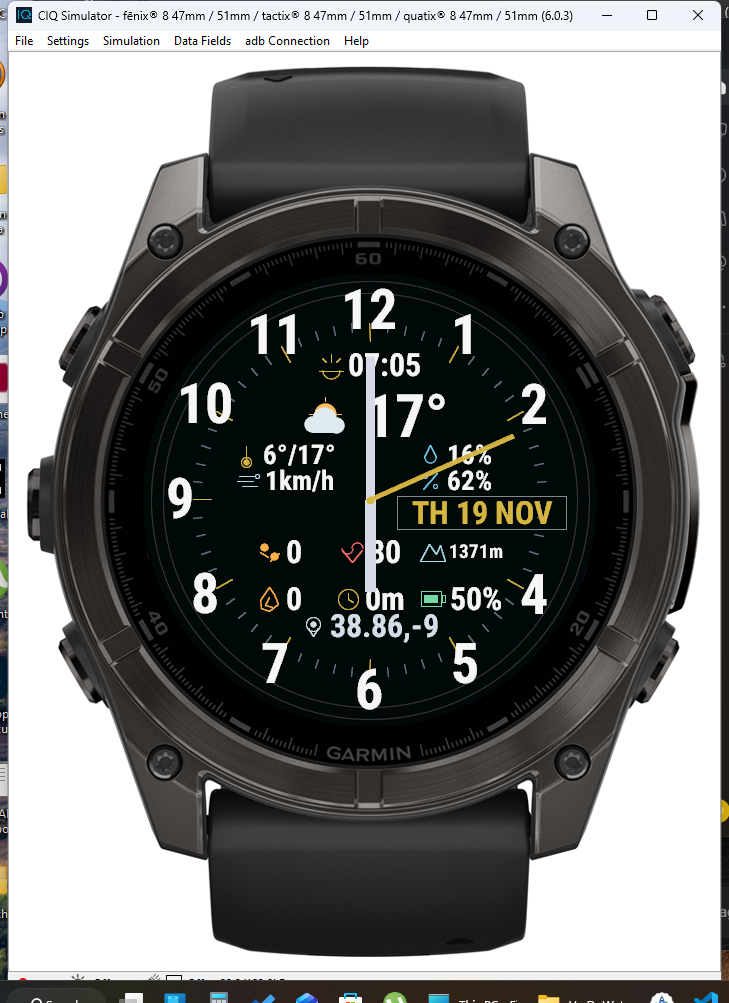 CIQ Simulator - fēnix® 8 47mm / 51mm / tactix® 8 47mm / 51mm / quatix® 8 47mm / 51mm (6.0.3)
File Settings Simulation Data Fields adb Connection Help
60
12
11 1
07:05
50
10 17° 2
6°/17° 16%
1km/h 62%
9 TH 19 NOV
0 80 1371m
8 0 0m 50% 4
38.86,-9
40 20
7 5
6
GARMIN